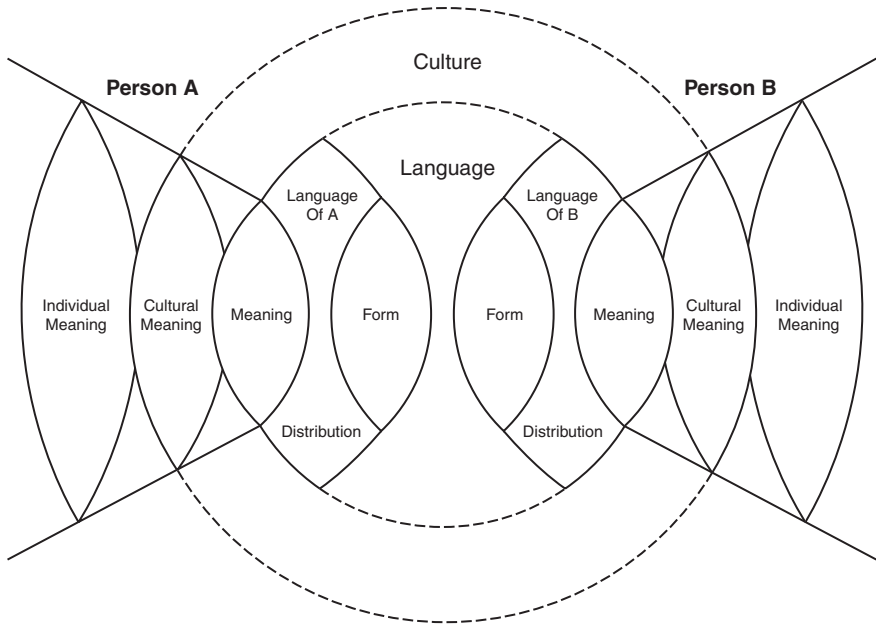 Culture
Person A
Person B
Language
Language
Of A
Language
Of B
Individual
Meaning
Cultural
Meaning
Meaning
Form
Form
Meaning
Cultural
Meaning
Individual
Meaning
Distribution
Distribution